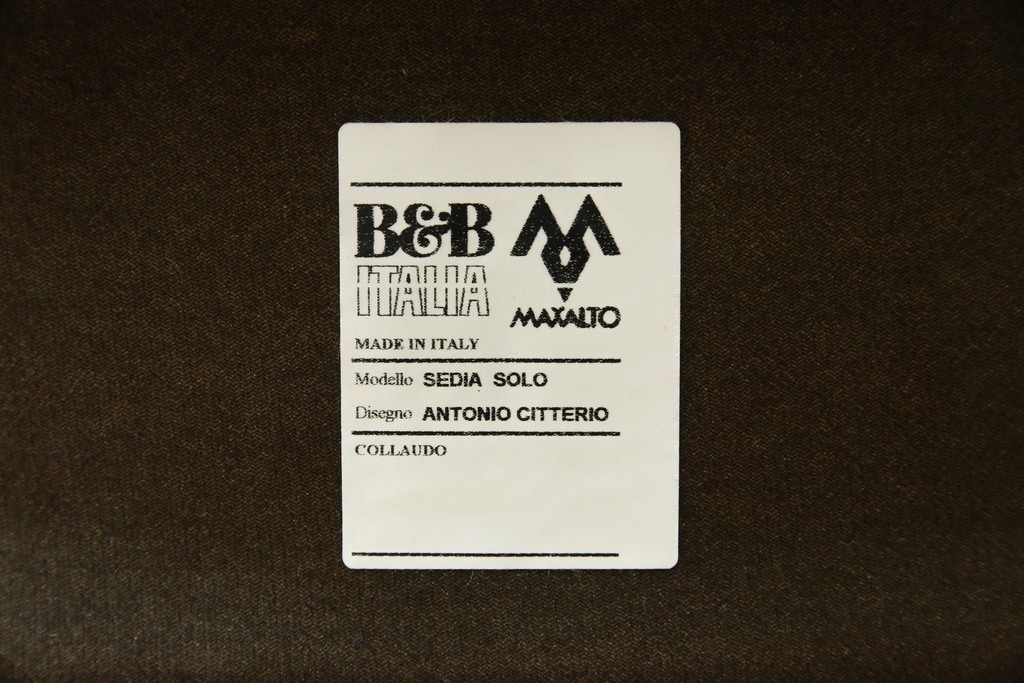 B&B
ITALIA
MAXALTO
MADE IN ITALY
Modello SEDIA SOLO
Disegno ANTONIO CITTERIO
COLLAUDO